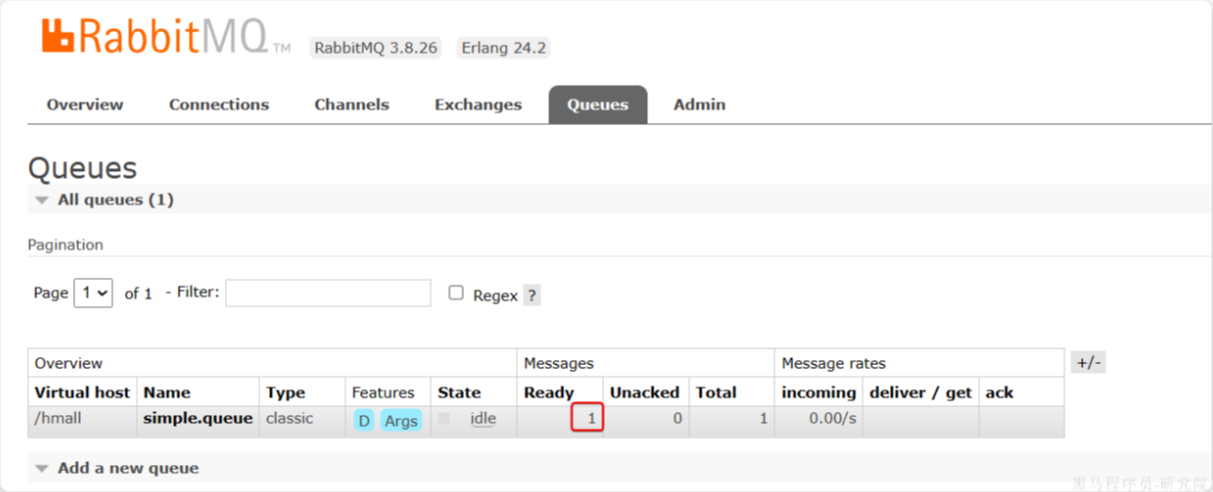 RabbitMQ TM RabbitMQ 3.8.26 Erlang 24.2
Overview Connections Channels Exchanges Queues Admin
Queues
All queues (1)
Pagination
Page 1 of 1 - Filter: Regex ?
Overview Messages Message rates +/-
Virtual host Name Type Features State Ready Unacked Total incoming deliver / get ack
/hmall simple.queue classic D Args idle 1 0 1 0.00/s
Add a new queue
黑马程序员-研究院